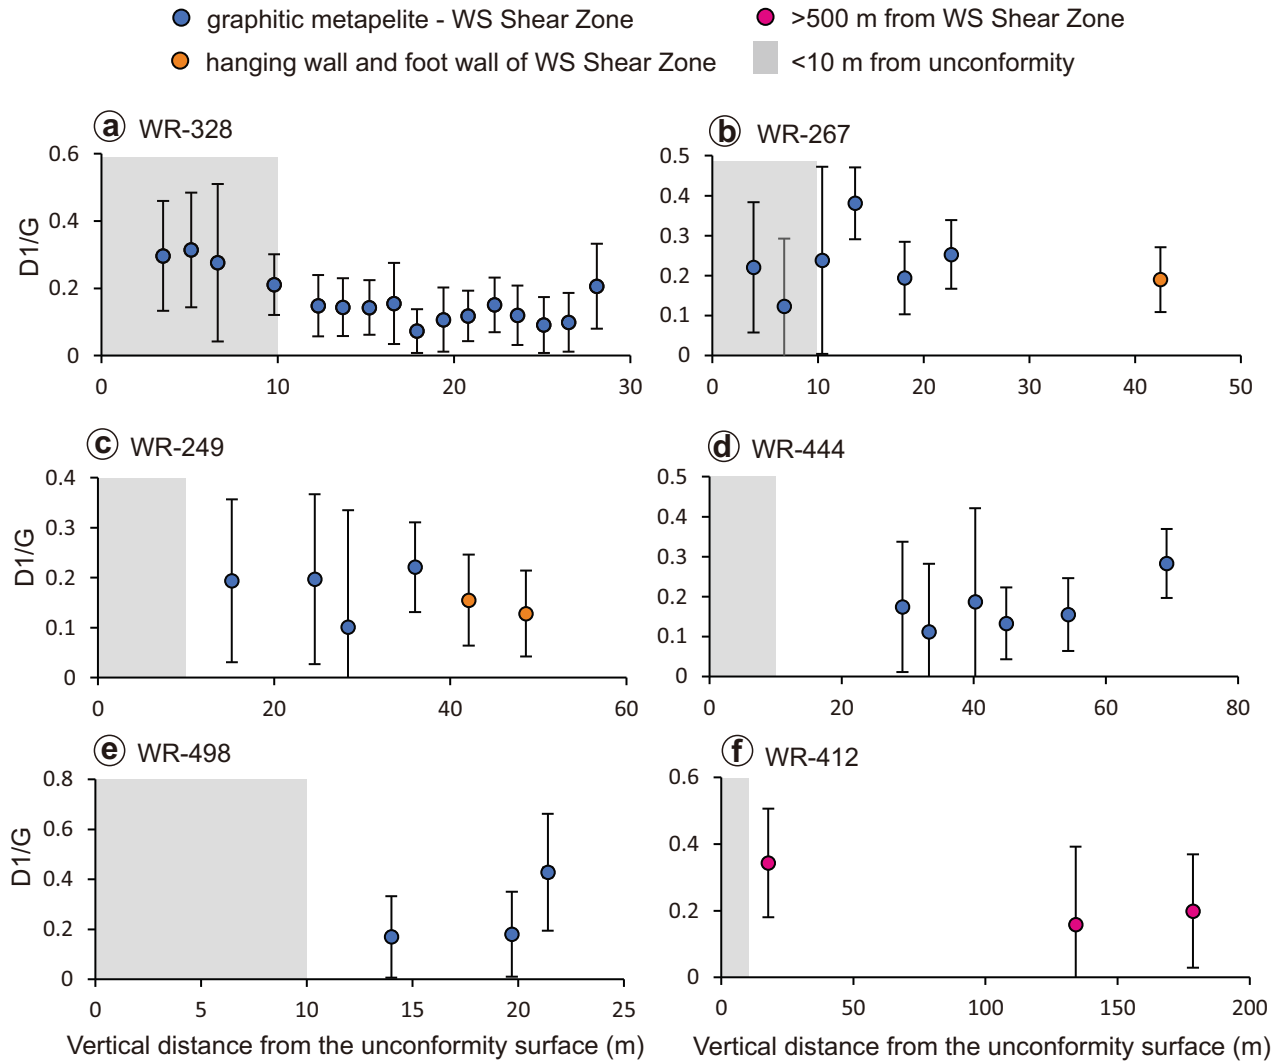 graphitic metapelite - WS Shear Zone
>500 m from WS Shear Zone
hanging wall and foot wall of WS Shear Zone
<10 m from unconformity
a WR-328
0.6
0.4
0.2
0
D1/G
0 10 20 30
b WR-267
0.5
0.4
0.3
0.2
0.1
0
0 10 20 30 40 50
c WR-249
0.4
0.3
0.2
0.1
0
D1/G
0 20 40 60
d WR-444
0.5
0.4
0.3
0.2
0.1
0
0 20 40 60 80
e WR-498
0.8
0.6
0.4
0.2
0
D1/G
0 5 10 15 20 25
Vertical distance from the unconformity surface (m)
f WR-412
0.6
0.4
0.2
0
50 100 150 200
Vertical distance from the unconformity surface (m)